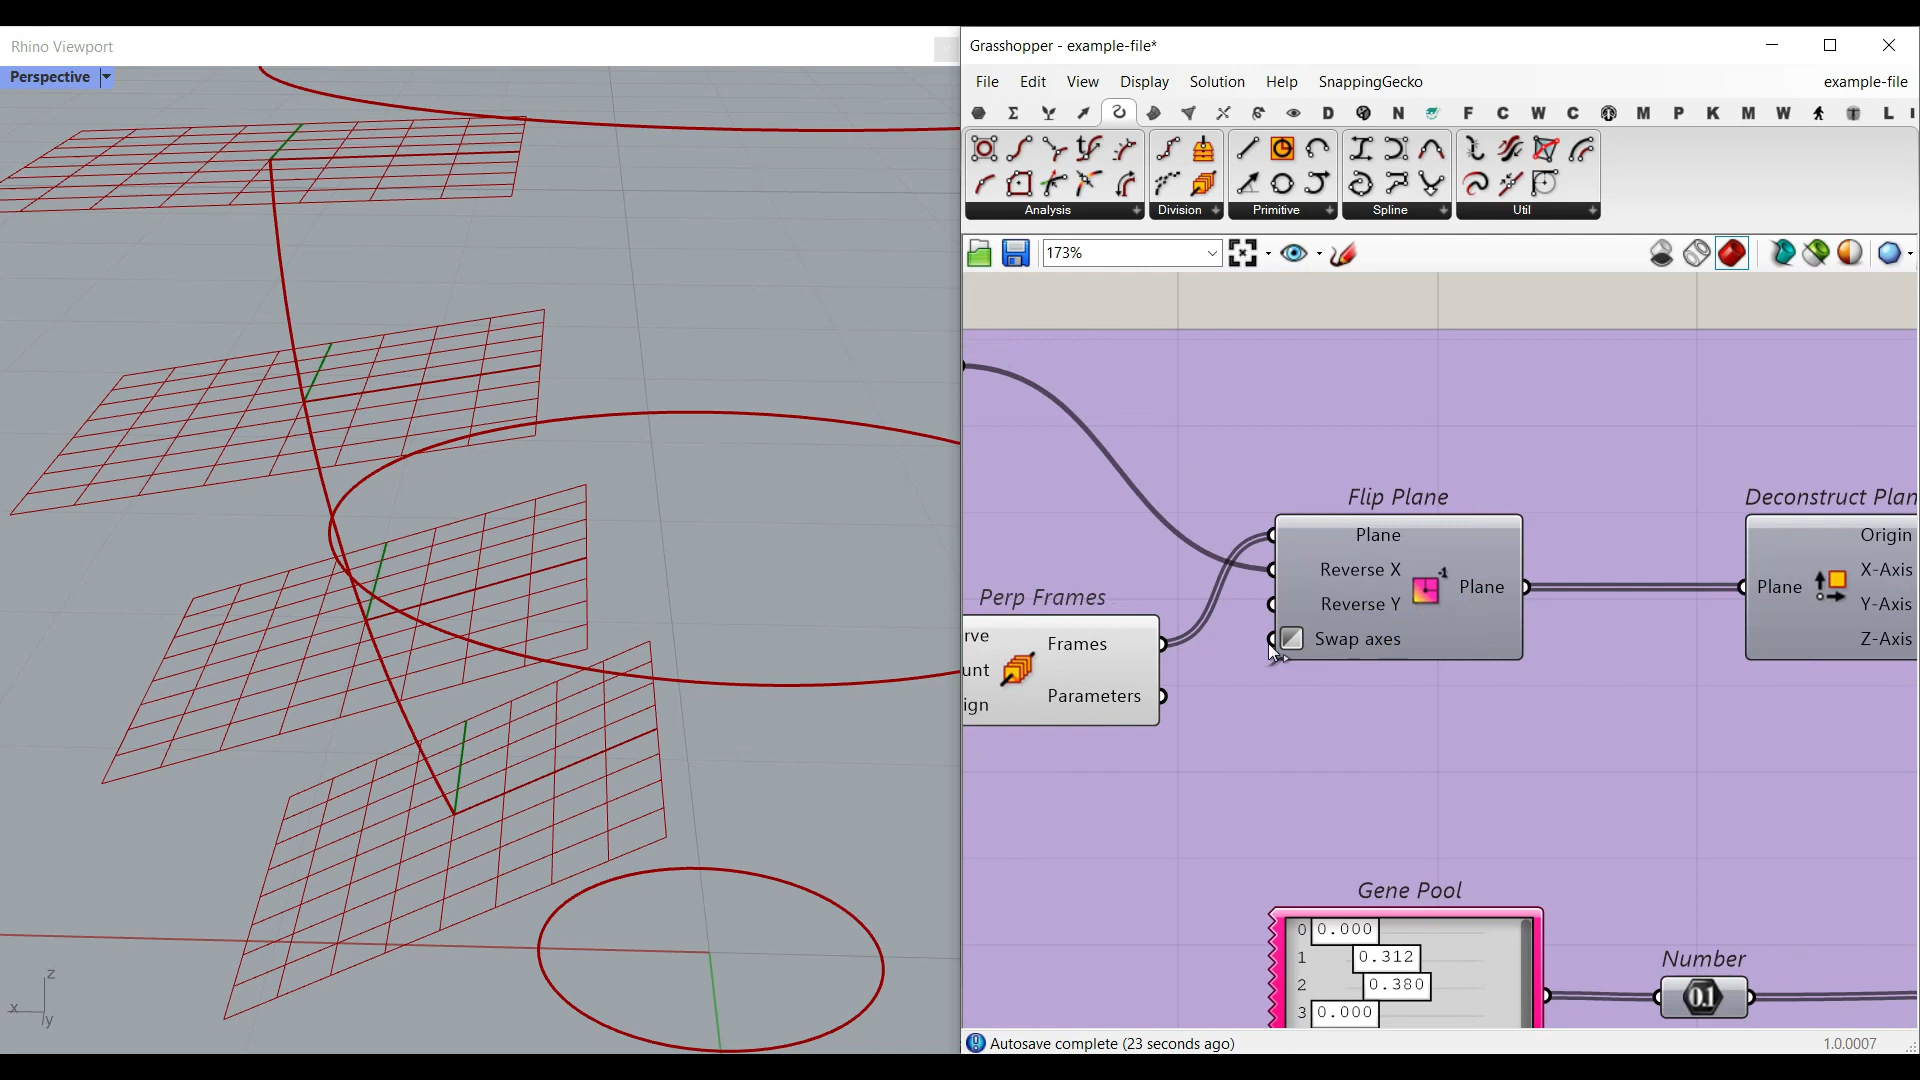 Rhino Viewport
Perspective
z
x
y
Grasshopper - example-file*
File Edit View Display Solution Help SnappingGecko example-file
D N F C W C M P K M W L
Analysis Division Primitive Spline Util
173%
Flip Plane
Plane
Reverse X
Reverse Y
Swap axes
-1
Plane
Deconstruct Plan
Plane
Origin
X-Axis
Y-Axis
Z-Axis
Perp Frames
rve
unt
ign
Frames
Parameters
Gene Pool
0 0.000
1 0.312
2 0.380
3 0.000
Number
0.1
Autosave complete (23 seconds ago)
1.0.0007